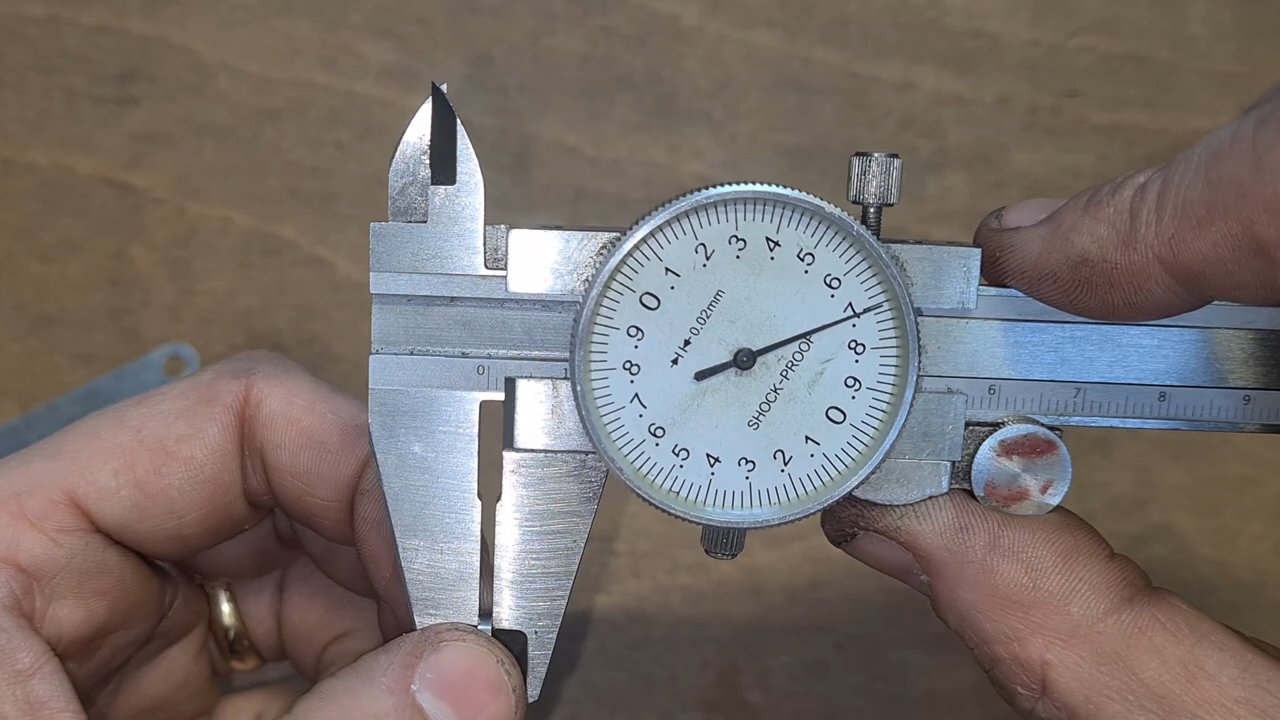 0 .1 .2 .3 .4 .5 .6 .7 .8 .9 0 .1 .2 .3 .4 .5 .6 .7 .8 .9
0.02mm
SHOCK-PROOF
0 1 6 7 8 9